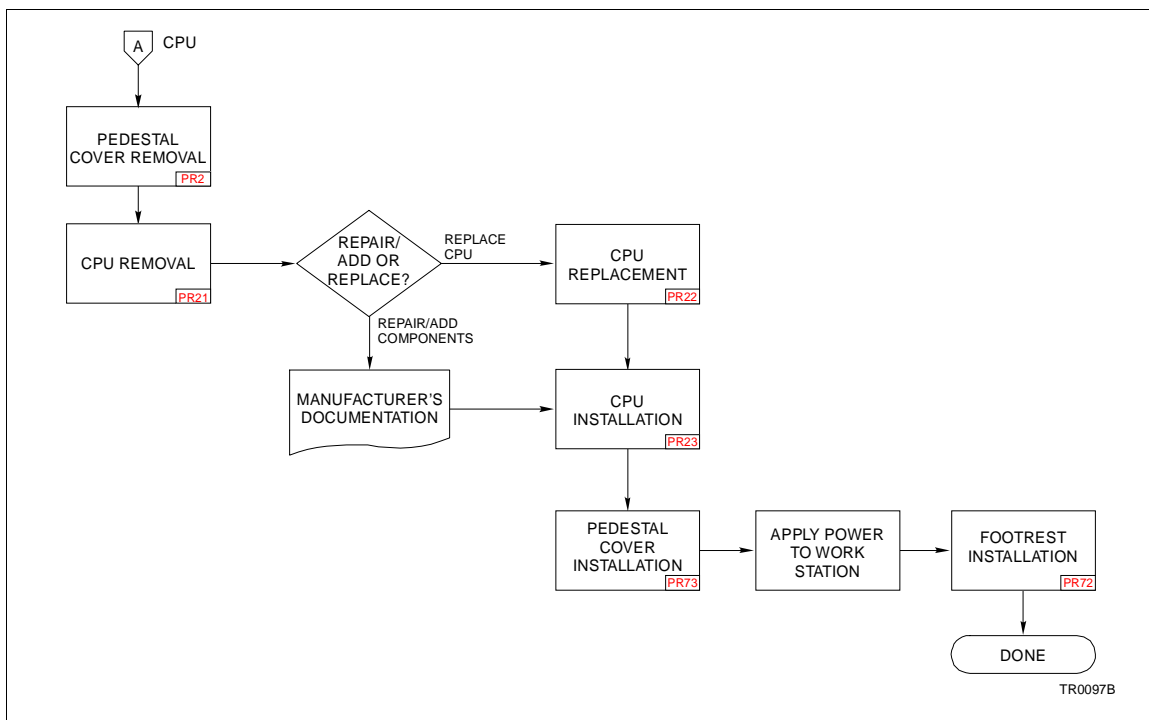 A
CPU
PEDESTAL
COVER REMOVAL
PR2
CPU REMOVAL
PR21
REPAIR/
ADD OR
REPLACE?
REPLACE
CPU
CPU
REPLACEMENT
PR22
REPAIR/ADD
COMPONENTS
MANUFACTURER'S
DOCUMENTATION
CPU
INSTALLATION
PR23
PEDESTAL
COVER
INSTALLATION
PR73
APPLY POWER
TO WORK
STATION
FOOTREST
INSTALLATION
PR72
DONE
TR0097B